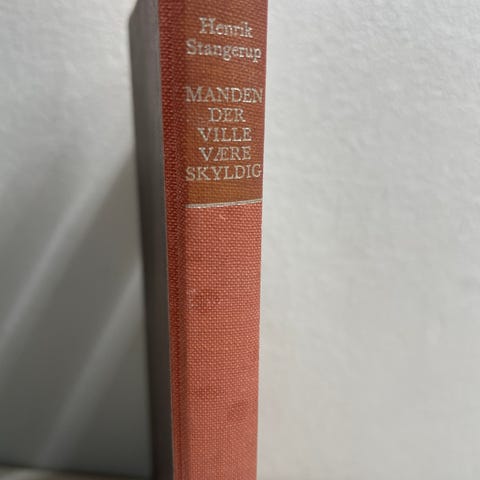 Henrik
Stangerup
MANDEN
DER
VILLE
VÆRE
SKYLDIG